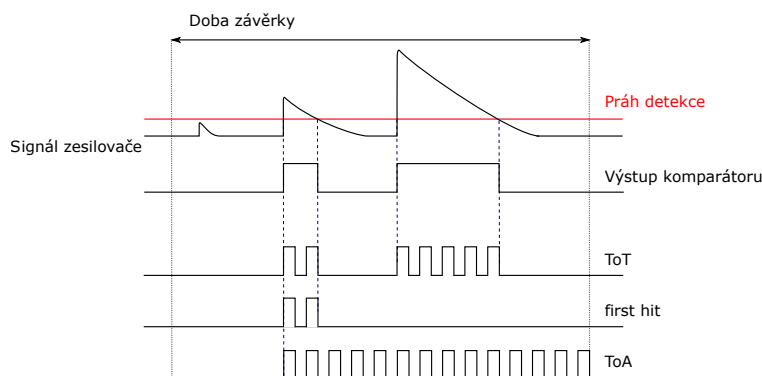 Doba závěrky
Práh detekce
Signál zesilovače
Výstup komparátoru
ToT
first hit
ToA